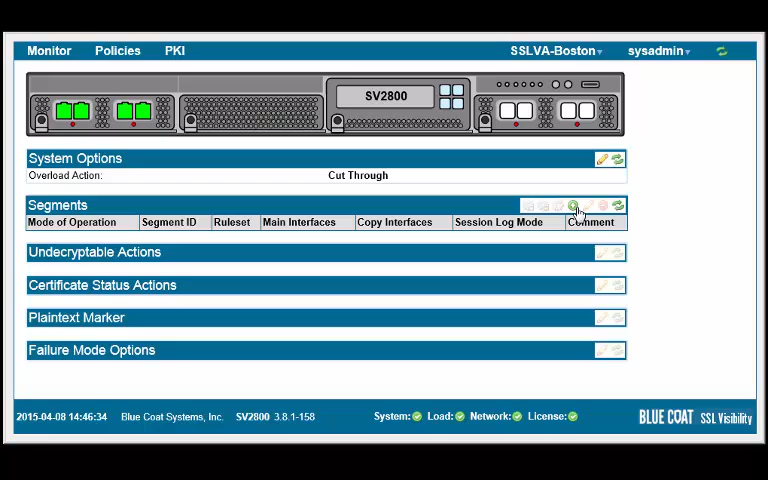 Monitor Policies PKI SSLVA-Boston sysadmin
SV2800
System Options
Overload Action: Cut Through
Segments
Mode of Operation Segment ID Ruleset Main Interfaces Copy Interfaces Session Log Mode Comment
Undecryptable Actions
Certificate Status Actions
Plaintext Marker
Failure Mode Options
2015-04-08 14:46:34 Blue Coat Systems, Inc. SV2800 3.8.1-158 System: Load: Network: License: BLUE COAT SSL Visibility